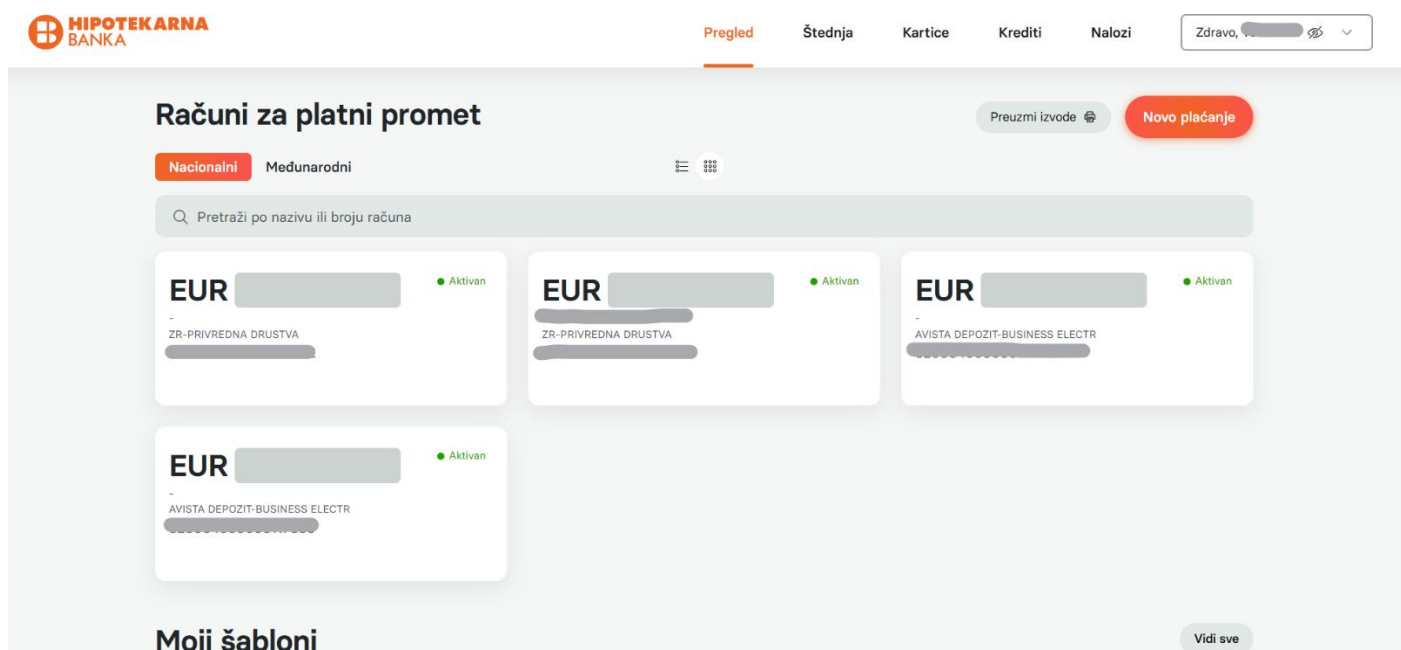 HIPOTEKARNA
BANKA
Pregled
Štednja
Kartice
Krediti
Nalozi
Zdravo,
Računi za platni promet
Preuzmi izvode
Novo plaćanje
Nacionalni
Međunarodni
Pretraži po nazivu ili broju računa
EUR
Aktivan
-
ZR-PRIVREDNA DRUSTVA
EUR
Aktivan
ZR-PRIVREDNA DRUSTVA
EUR
Aktivan
-
AVISTA DEPOZIT-BUSINESS ELECTR
EUR
Aktivan
-
AVISTA DEPOZIT-BUSINESS ELECTR
Moji šabloni
Vidi sve